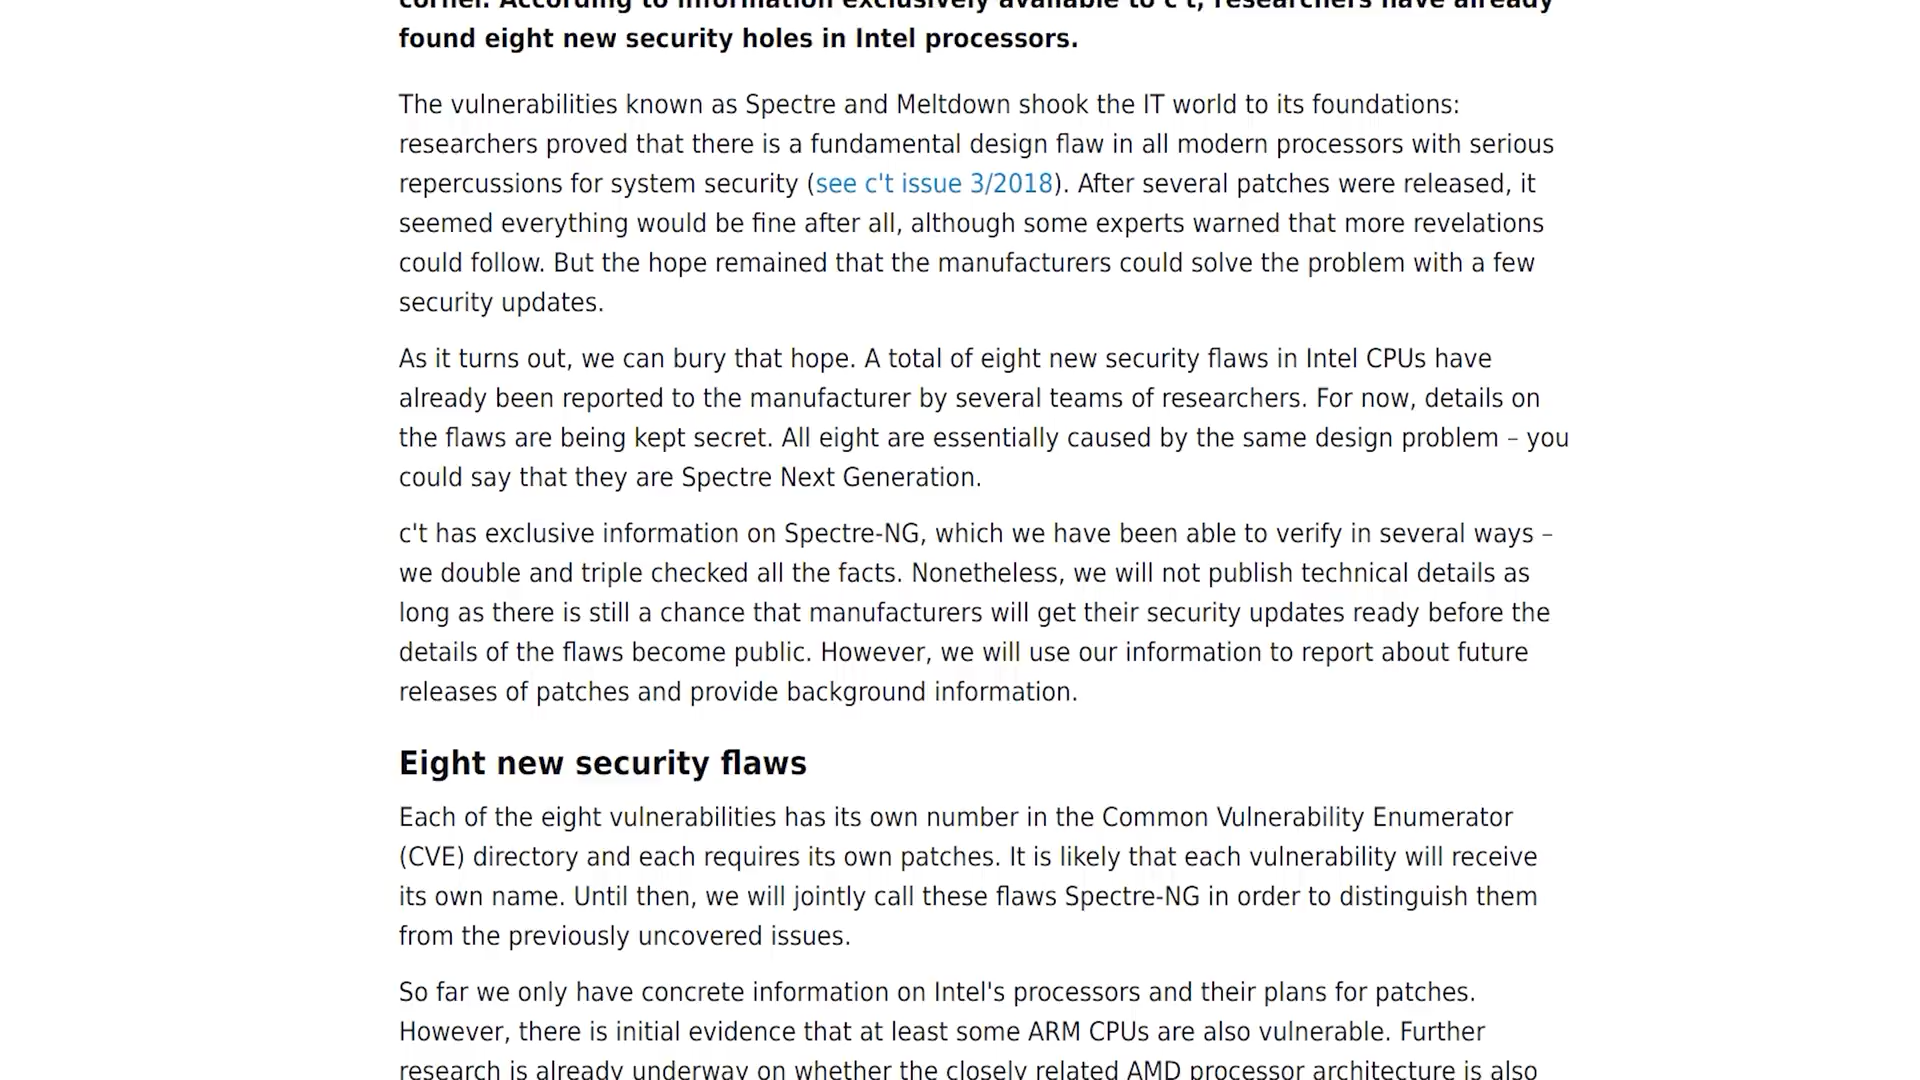 corner. According to information exclusively available to c't, researchers have already
found eight new security holes in Intel processors.
The vulnerabilities known as Spectre and Meltdown shook the IT world to its foundations:
researchers proved that there is a fundamental design flaw in all modern processors with serious
repercussions for system security (see c't issue 3/2018). After several patches were released, it
seemed everything would be fine after all, although some experts warned that more revelations
could follow. But the hope remained that the manufacturers could solve the problem with a few
security updates.
As it turns out, we can bury that hope. A total of eight new security flaws in Intel CPUs have
already been reported to the manufacturer by several teams of researchers. For now, details on
the flaws are being kept secret. All eight are essentially caused by the same design problem – you
could say that they are Spectre Next Generation.
c't has exclusive information on Spectre-NG, which we have been able to verify in several ways –
we double and triple checked all the facts. Nonetheless, we will not publish technical details as
long as there is still a chance that manufacturers will get their security updates ready before the
details of the flaws become public. However, we will use our information to report about future
releases of patches and provide background information.
Eight new security flaws
Each of the eight vulnerabilities has its own number in the Common Vulnerability Enumerator
(CVE) directory and each requires its own patches. It is likely that each vulnerability will receive
its own name. Until then, we will jointly call these flaws Spectre-NG in order to distinguish them
from the previously uncovered issues.
So far we only have concrete information on Intel's processors and their plans for patches.
However, there is initial evidence that at least some ARM CPUs are also vulnerable. Further
research is already underway on whether the closely related AMD processor architecture is also